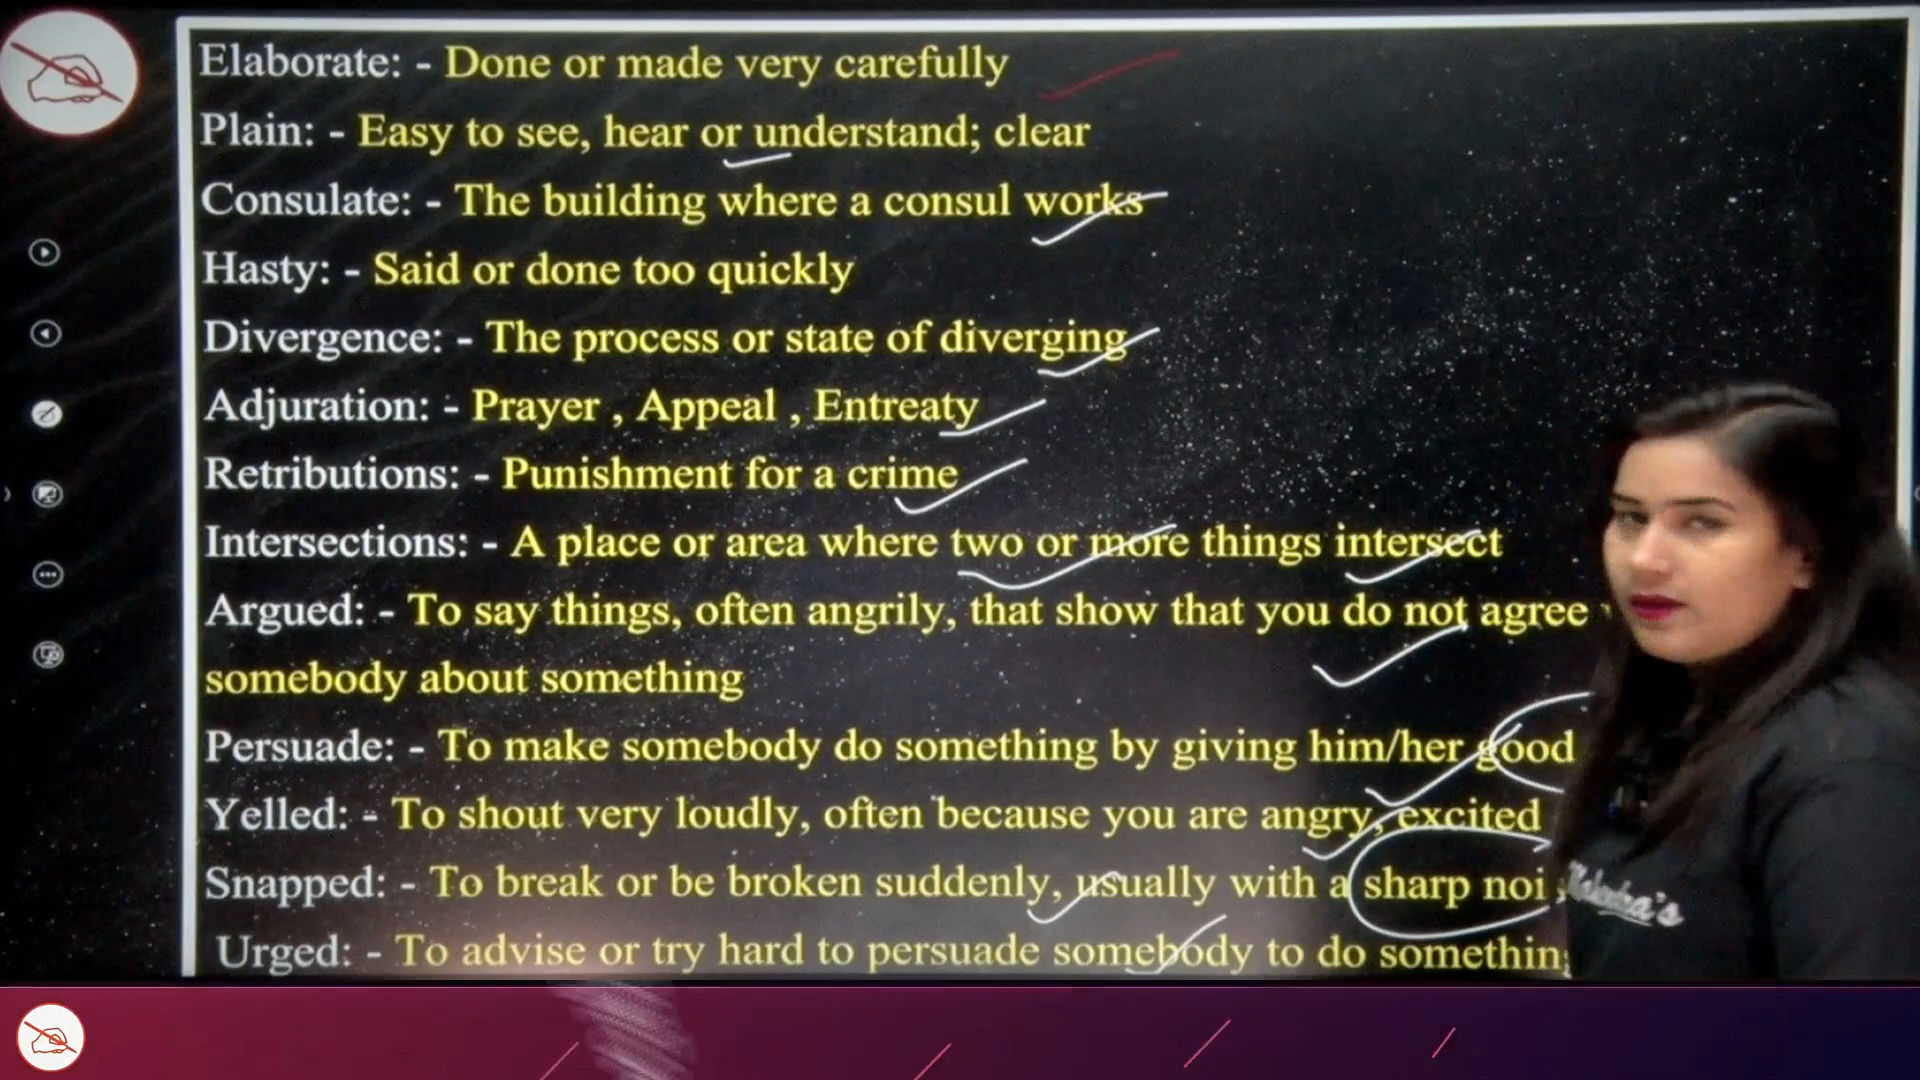 Elaborate: - Done or made very carefully
Plain: - Easy to see, hear or understand; clear
Consulate: - The building where a consul works
Hasty: - Said or done too quickly
Divergence: - The process or state of diverging
Adjuration: - Prayer , Appeal , Entreaty
Retributions: - Punishment for a crime
Intersections: - A place or area where two or more things intersect
Argued: - To say things, often angrily, that show that you do not agree
somebody about something
Persuade: - To make somebody do something by giving him/her good
Yelled: - To shout very loudly, often because you are angry, excited
Snapped: - To break or be broken suddenly, usually with a sharp noi
Urged: - To advise or try hard to persuade somebody to do somethin